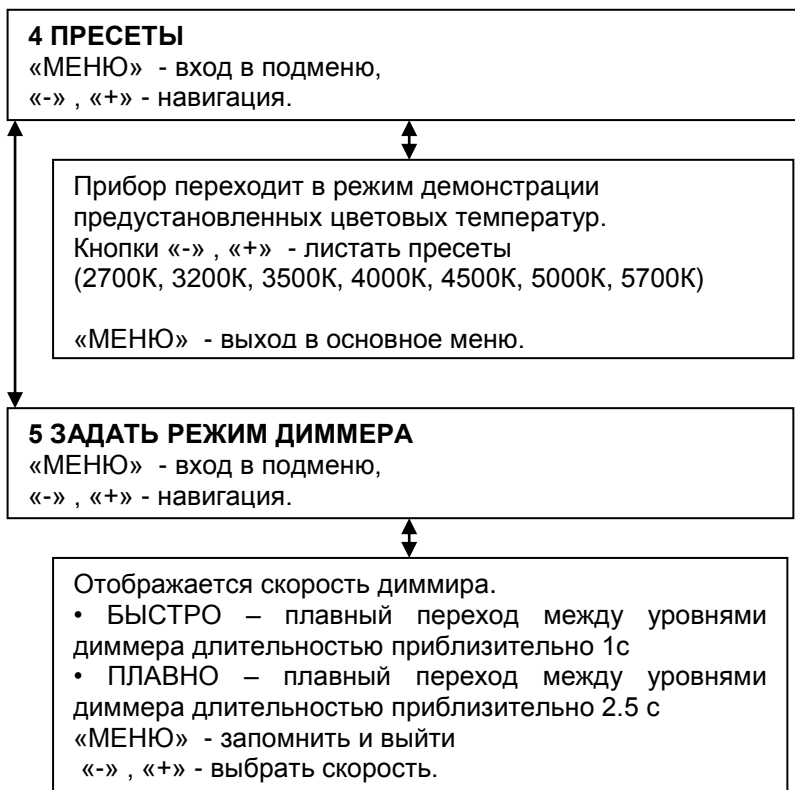 4 ПРЕСЕТЫ
«МЕНЮ» - вход в подменю,
«-» , «+» - навигация.
Прибор переходит в режим демонстрации
предустановленных цветовых температур.
Кнопки «-» , «+» - листать пресеты
(2700К, 3200К, 3500К, 4000К, 4500К, 5000К, 5700К)
«МЕНЮ» - выход в основное меню.
5 ЗАДАТЬ РЕЖИМ ДИММЕРА
«МЕНЮ» - вход в подменю,
«-» , «+» - навигация.
Отображается скорость диммира.
• БЫСТРО – плавный переход между уровнями
диммера длительностью приблизительно 1с
• ПЛАВНО – плавный переход между уровнями
диммера длительностью приблизительно 2.5 с
«МЕНЮ» - запомнить и выйти
«-» , «+» - выбрать скорость.